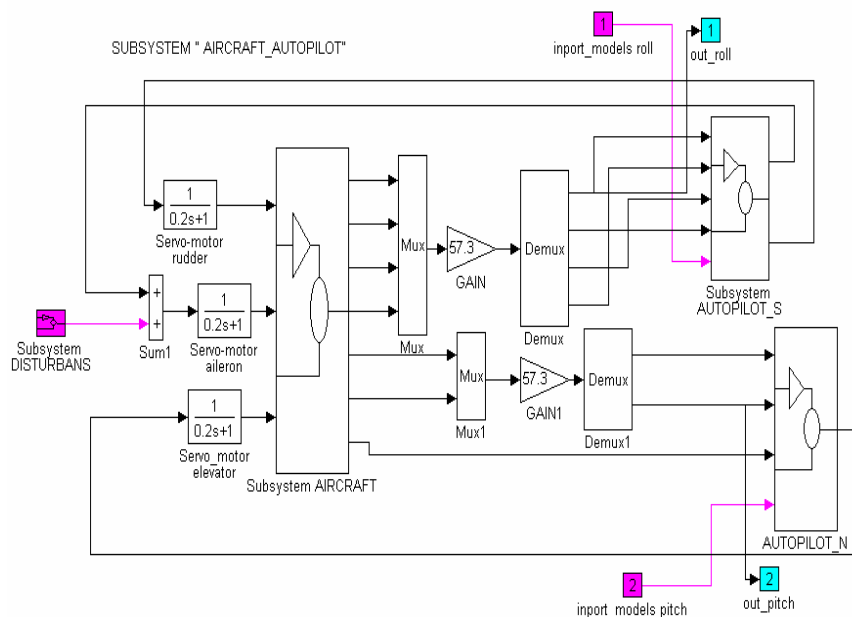 1
inport_models roll
1
out_roll
SUBSYSTEM " AIRCRAFT_AUTOPILOT"
1
0.2s+1
Servo-motor
rudder
Mux
Mux
57.3
GAIN
Demux
Demux
Subsystem
AUTOPILOT_S
Subsystem
DISTURBANS
+
+
Sum1
1
0.2s+1
Servo-motor
aileron
Mux
Mux1
57.3
GAIN1
Demux
Demux1
1
0.2s+1
Servo_motor
elevator
Subsystem AIRCRAFT
AUTOPILOT_N
2
inport_models pitch
2
out_pitch